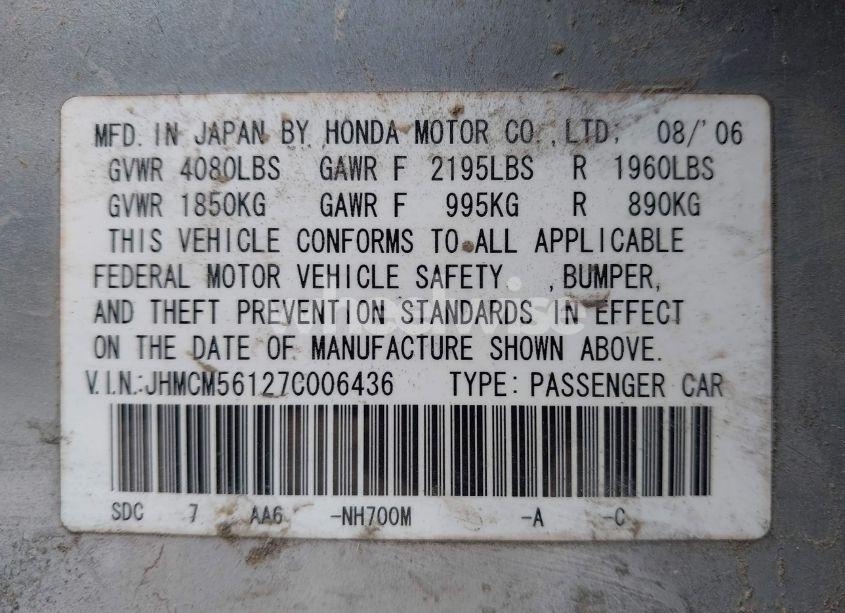 MFD. IN JAPAN BY HONDA MOTOR CO.,LTD. 08/'06
GVWR 4080LBS GAWR F 2195LBS R 1960LBS
GVWR 1850KG GAWR F 995KG R 890KG
THIS VEHICLE CONFORMS TO ALL APPLICABLE
FEDERAL MOTOR VEHICLE SAFETY ,BUMPER,
AND THEFT PREVENTION STANDARDS IN EFFECT
ON THE DATE OF MANUFACTURE SHOWN ABOVE.
V.I.N.:JHMCM56127C006436 TYPE: PASSENGER CAR
SDC 7 AA6 -NH700M -A -C